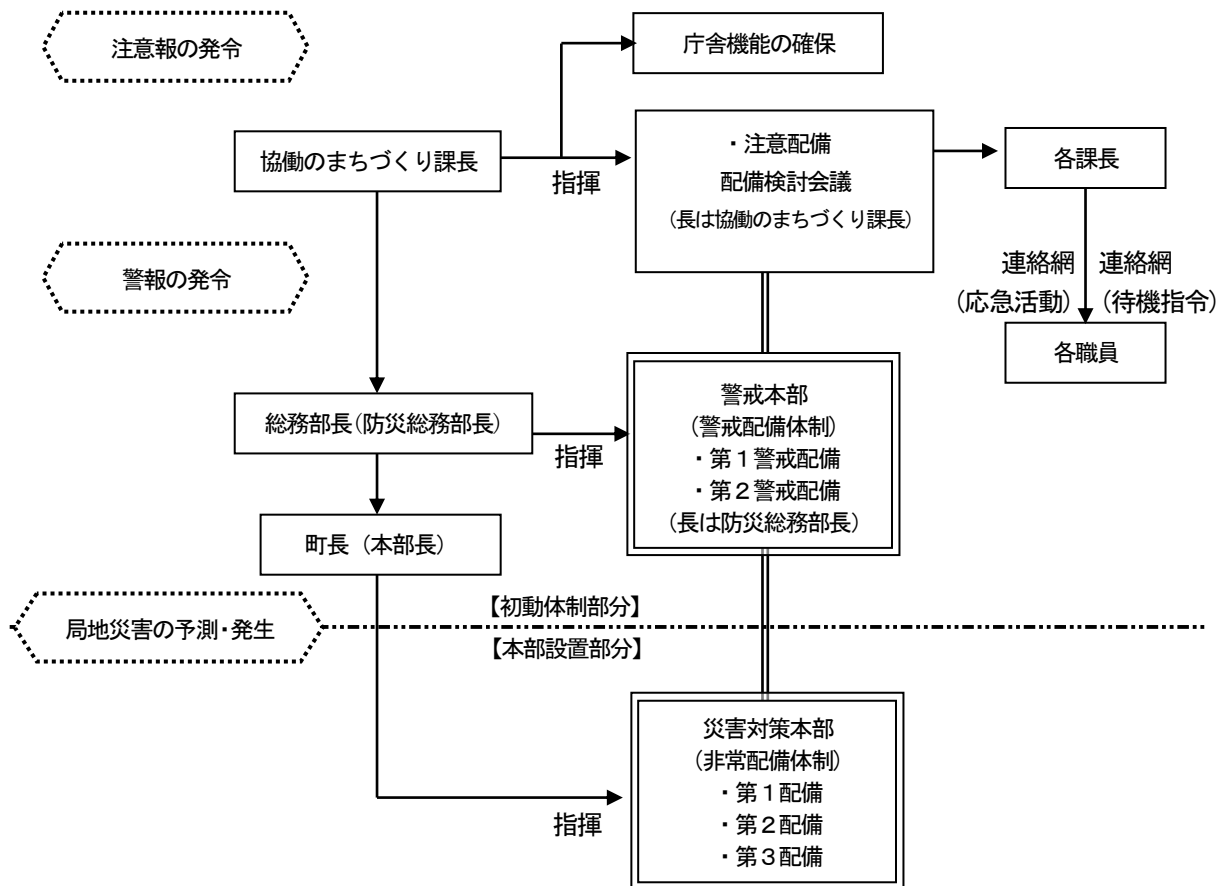 注意報の発令
庁舎機能の確保
協働のまちづくり課長
指揮
・注意配備
配備検討会議
(長は協働のまちづくり課長)
各課長
警報の発令
連絡網
(応急活動)
連絡網
(待機指令)
各職員
総務部長(防災総務部長)
指揮
警戒本部
(警戒配備体制)
・第1警戒配備
・第2警戒配備
(長は防災総務部長)
町長(本部長)
局地災害の予測・発生
【初動体制部分】
【本部設置部分】
災害対策本部
(非常配備体制)
・第1配備
・第2配備
・第3配備
指揮